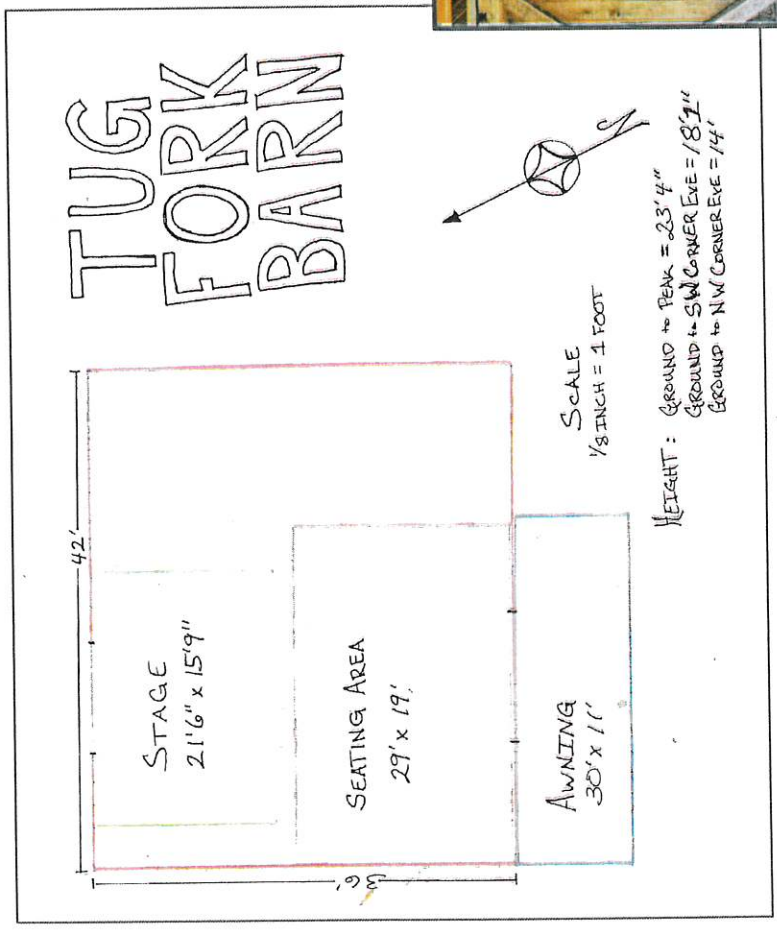 TUG
FORK
BARN
42'
STAGE
21'6" x 15'9"
36'
SEATING AREA
29' x 19'
AWNING
30' x 11'
SCALE
1/8 INCH = 1 FOOT
N
HEIGHT: GROUND to PEAK = 23'4"
GROUND to SW CORNER EVE = 18'1"
GROUND to NW CORNER EVE = 14'